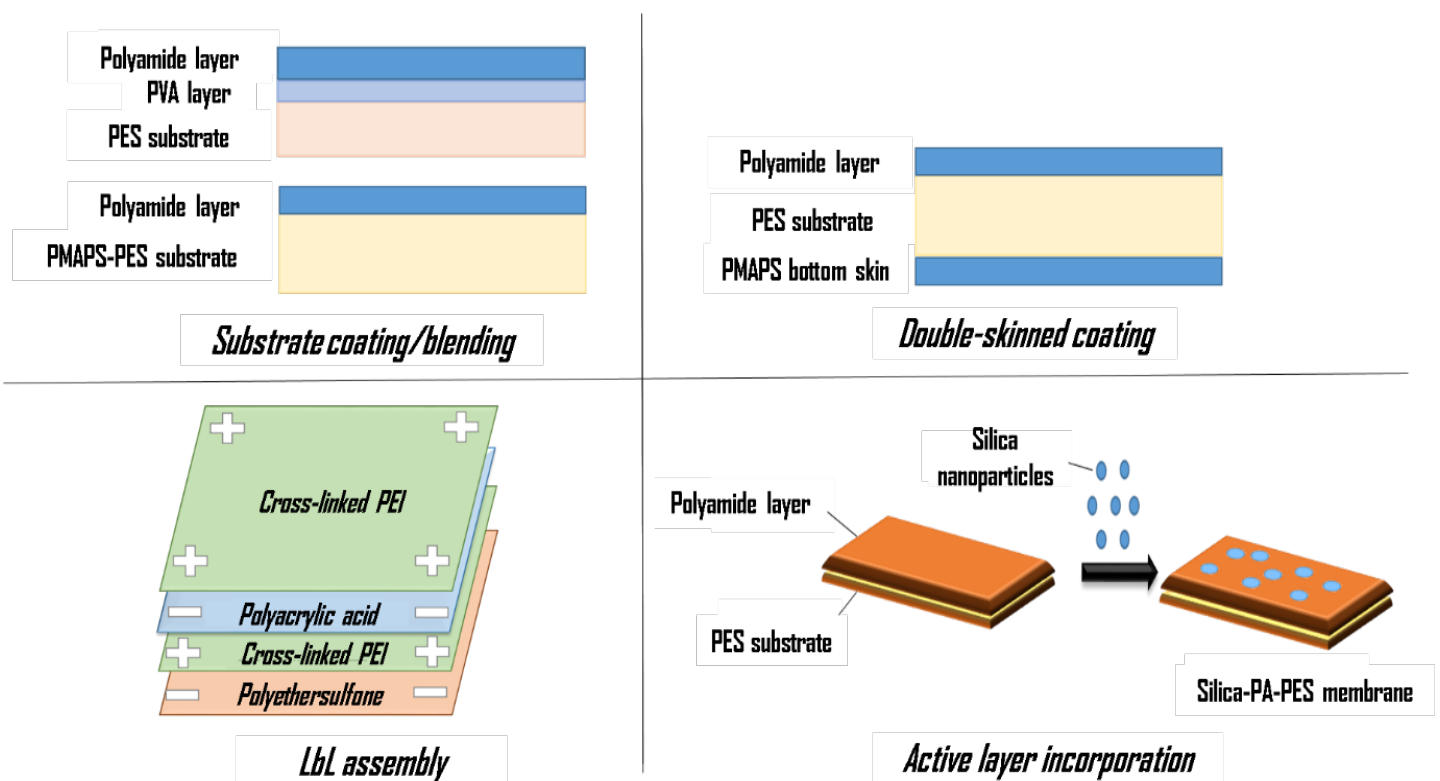 Polyamide layer
PVA layer
PES substrate
Polyamide layer
PMAPS-PES substrate
Substrate coating/blending
Polyamide layer
PES substrate
PMAPS bottom skin
Double-skinned coating
Cross-linked PEI
Polyacrylic acid
Cross-linked PEI
Polyethersulfone
LbL assembly
Silica
nanoparticles
Polyamide layer
PES substrate
Silica-PA-PES membrane
Active layer incorporation